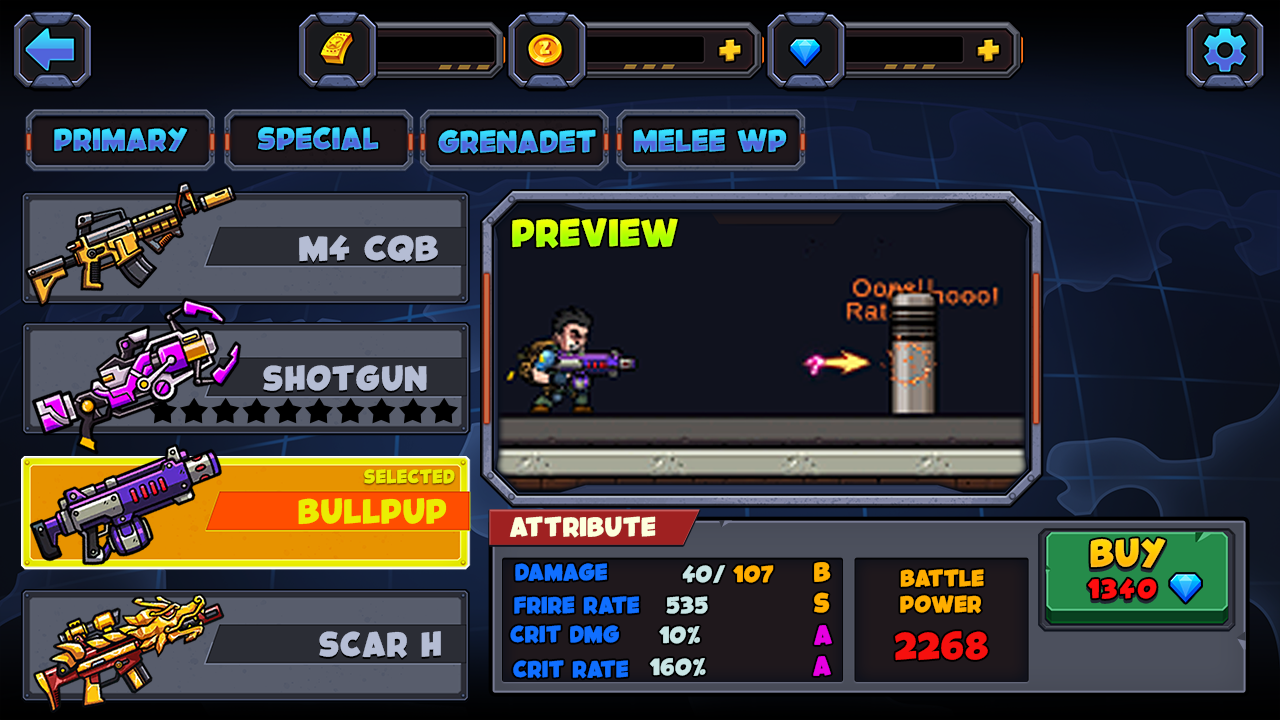 2
PRIMARY
SPECIAL
GRENADET
MELEE WP
M4 CQB
SHOTGUN
SELECTED
BULLPUP
SCAR H
PREVIEW
ATTRIBUTE
DAMAGE 40/ 107 B
FRIRE RATE 535 S
CRIT DMG 10% A
CRIT RATE 160% A
BATTLE
POWER
2268
BUY
1340